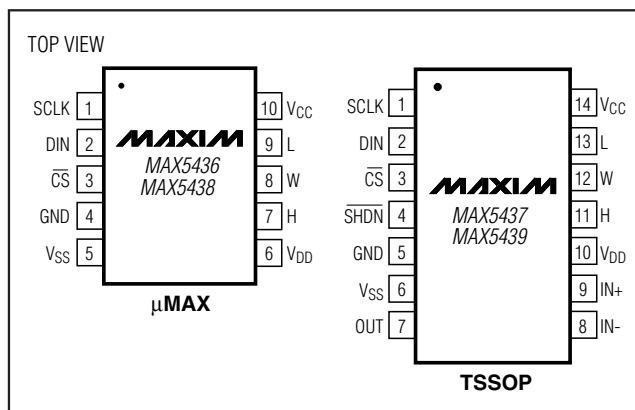 TOP VIEW
SCLK 1
DIN 2
CS 3
GND 4
VSS 5
MAXIM
MAX5436
MAX5438
10 VCC
9 L
8 W
7 H
6 VDD
µMAX
SCLK 1
DIN 2
CS 3
SHDN 4
GND 5
VSS 6
OUT 7
MAXIM
MAX5437
MAX5439
14 VCC
13 L
12 W
11 H
10 VDD
9 IN+
8 IN-
TSSOP